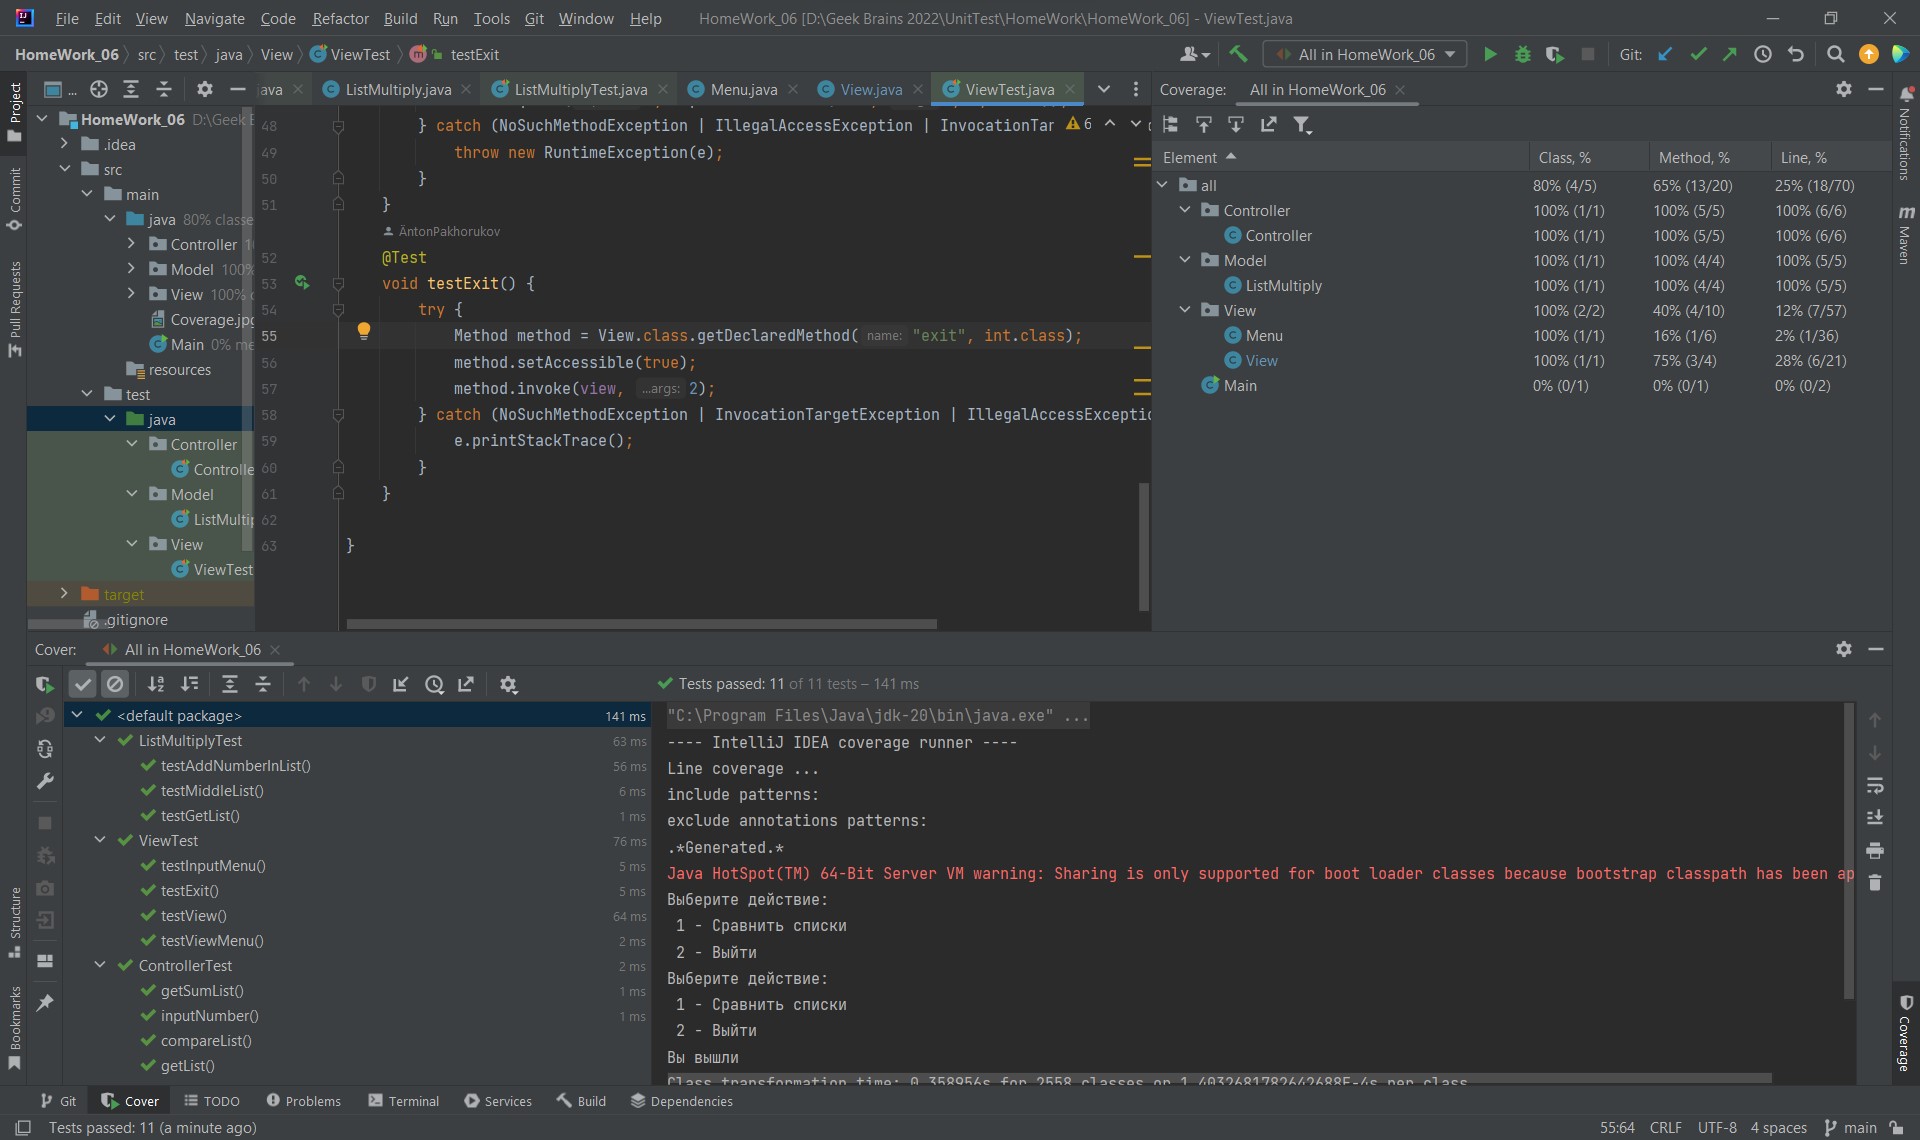 File Edit View Navigate Code Refactor Build Run Tools Git Window Help HomeWork_06 [D:\Geek Brains 2022\UnitTest\HomeWork\HomeWork_06] - ViewTest.java
HomeWork_06 src test java View ViewTest testExit All in HomeWork_06 Git:
Project
Commit
Pull Requests
Structure
Bookmarks
HomeWork_06
.idea
src
main
java 80%
Controller
Model 100%
View 100%
Main 0%
resources
test
java
Controller
Model
View
ViewTest
target
.gitignore
ListMultiply.java ListMultiplyTest.java Menu.java View.java ViewTest.java
48 } catch (NoSuchMethodException | IllegalAccessException | 6
49 throw new RuntimeException(e);
50 }
51 }
ÄntonPakhorukov
52 @Test
53 void testExit() {
54 try {
55 Method method = View.class.getDeclaredMethod( name: "exit", int.class);
56 method.setAccessible(true);
57 method.invoke(view, ...args: 2);
58 } catch (NoSuchMethodException | InvocationTargetException |
59 e.printStackTrace();
60 }
61 }
62
63 }
Coverage: All in HomeWork_06
Element Class, % Method, % Line, %
all 80% (4/5) 65% (13/20) 25% (18/70)
Controller 100% (1/1) 100% (5/5) 100% (6/6)
Controller 100% (1/1) 100% (5/5) 100% (6/6)
Model 100% (1/1) 100% (4/4) 100% (5/5)
ListMultiply 100% (1/1) 100% (4/4) 100% (5/5)
View 100% (2/2) 40% (4/10) 12% (7/57)
Menu 100% (1/1) 16% (1/6) 2% (1/36)
View 100% (1/1) 75% (3/4) 28% (6/21)
Main 0% (0/1) 0% (0/1) 0% (0/2)
Notifications
Maven
Coverage
Cover: All in HomeWork_06
Tests passed: 11 of 11 tests – 141 ms
<default package> 141 ms
ListMultiplyTest 63 ms
testAddNumberInList() 56 ms
testMiddleList() 6 ms
testGetList() 1 ms
ViewTest 76 ms
testInputMenu() 5 ms
testExit() 5 ms
testView() 64 ms
testViewMenu() 2 ms
ControllerTest 2 ms
getSumList() 1 ms
inputNumber() 1 ms
compareList()
getList()
"C:\Program Files\Java\jdk-20\bin\java.exe" ...
---- IntelliJ IDEA coverage runner ----
Line coverage ...
include patterns:
exclude annotations patterns:
.*Generated.*
Java HotSpot(TM) 64-Bit Server VM warning: Sharing is only supported for boot loader classes because bootstrap classpath has been
Выберите действие:
1 - Сравнить списки
2 - Выйти
Выберите действие:
1 - Сравнить списки
2 - Выйти
Вы вышли
Class transformation time: 0.358956s for 2558 classes or 1.4032681782642688E-4s per class
Git Cover TODO Problems Terminal Services Build Dependencies
Tests passed: 11 (a minute ago) 55:64 CRLF UTF-8 4 spaces main